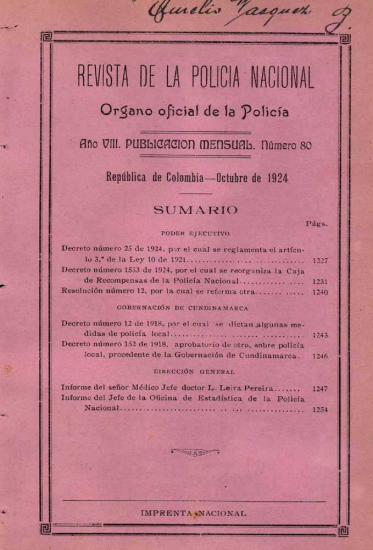 Aurelio Vasquez g.
REVISTA DE LA POLICIA NACIONAL
Organo oficial de la Policía
Año VIII. PUBLICACION MENSUAL. Número 80
República de Colombia—Octubre de 1924
SUMARIO
Págs.
PODER EJECUTIVO
Decreto número 25 de 1924, por el cual se reglamenta el artícu-
lo 3.º de la Ley 10 de 1921 1227
Decreto número 1533 de 1924, por el cual se reorganiza la Caja
de Recompensas de la Policía Nacional 1231
Resolución número 12, por la cual se reforma otra 1240
GOBERNACIÓN DE CUNDINAMARCA
Decreto número 12 de 1918, por el cual se dictan algunas me-
didas de policía local 1243
Decreto número 152 de 1918, aprobatorio de otro, sobre policía
local, procedente de la Gobernación de Cundinamarca. 1246
DIRECCIÓN GENERAL
Informe del señor Médico Jefe doctor L. Leiva Pereira 1247
Informe del Jefe de la Oficina de Estadística de la Policía
Nacional 1254
IMPRENTA NACIONAL